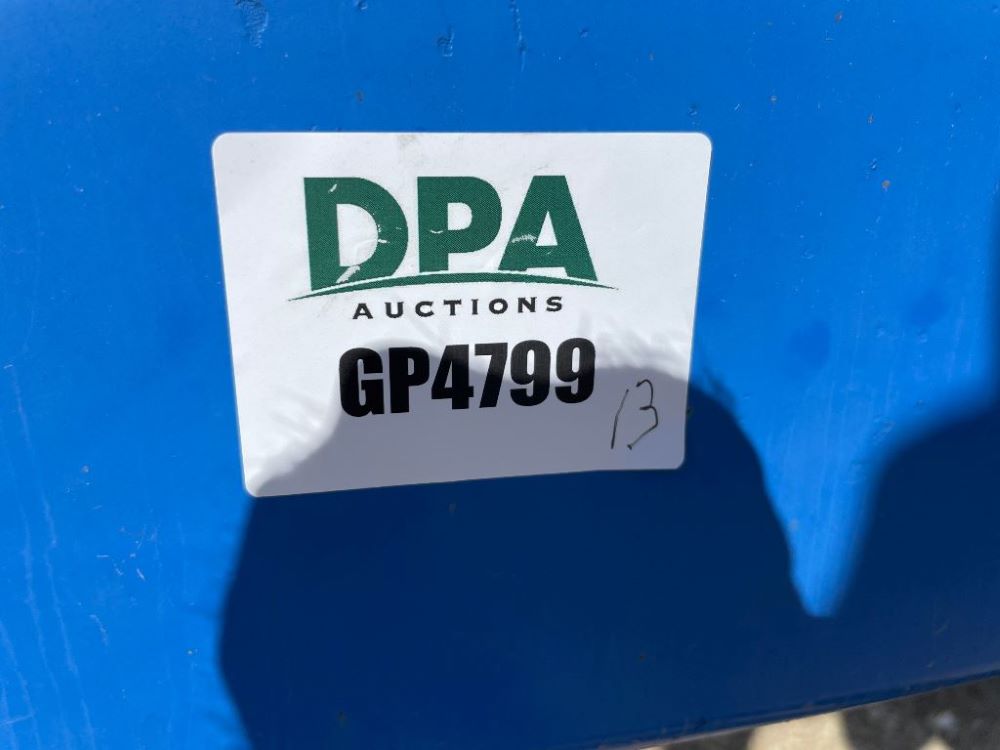 DPA
AUCTIONS
GP4799
13